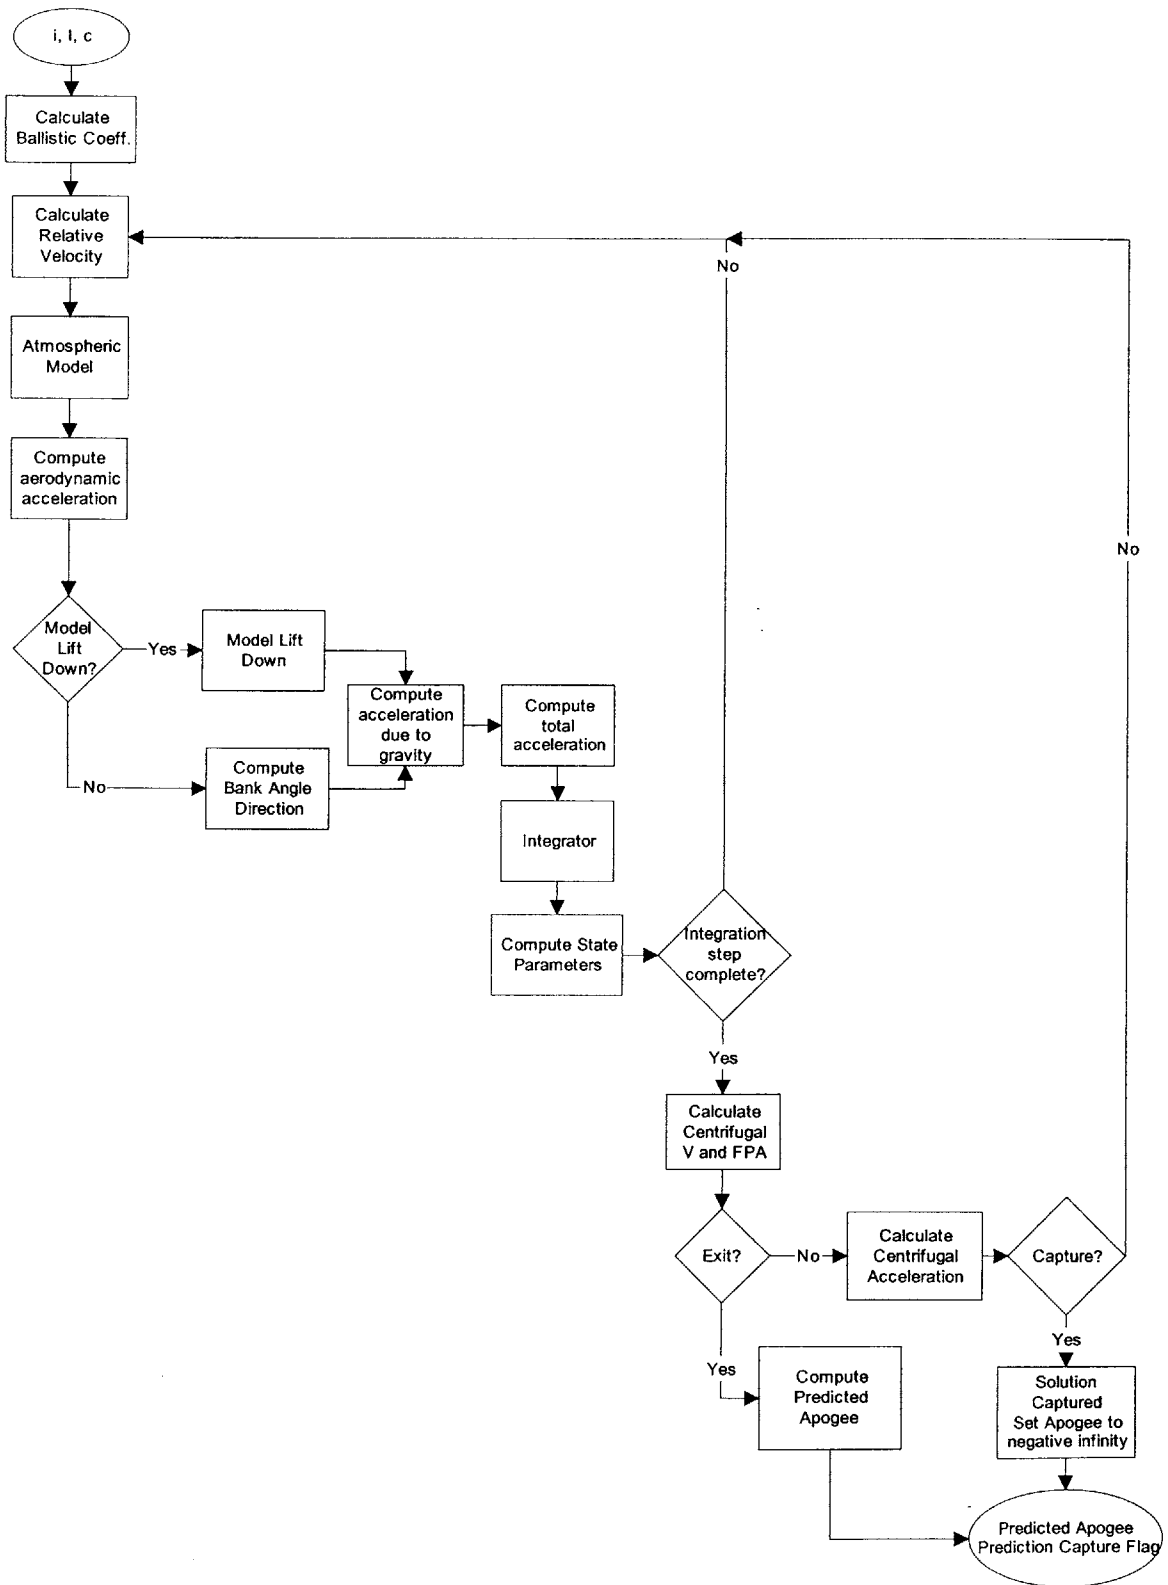 i, I, c
Calculate
Ballistic Coeff.
Calculate
Relative
Velocity
No
Atmospheric
Model
Compute
aerodynamic
acceleration
No
Model
Lift
Down?
Yes
Model Lift
Down
Compute
acceleration
due to
gravity
Compute
total
acceleration
No
Compute
Bank Angle
Direction
Integrator
Compute State
Parameters
Integration
step
complete?
Yes
Calculate
Centrifugal
V and FPA
Exit?
No
Calculate
Centrifugal
Acceleration
Capture?
Yes
Yes
Compute
Predicted
Apogee
Solution
Captured
Set Apogee to
negative infinity
Predicted Apogee
Prediction Capture Flag